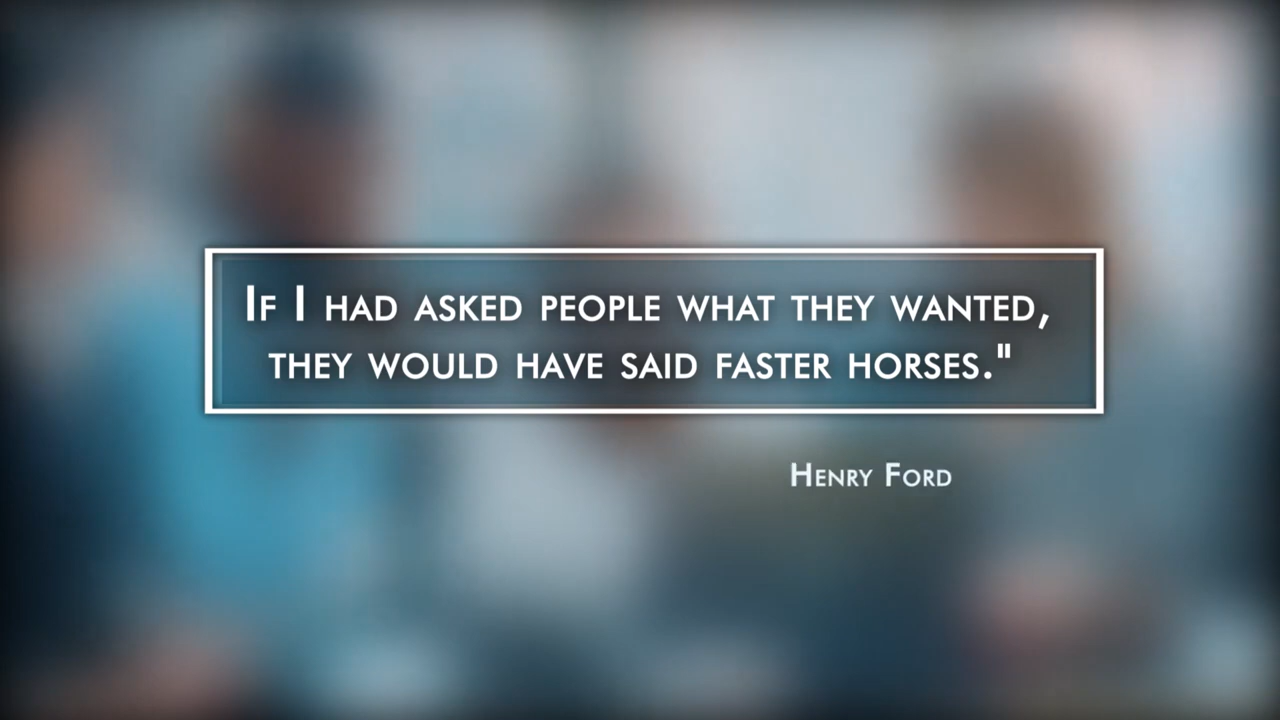 If I had asked people what they wanted,
they would have said faster horses."
Henry Ford